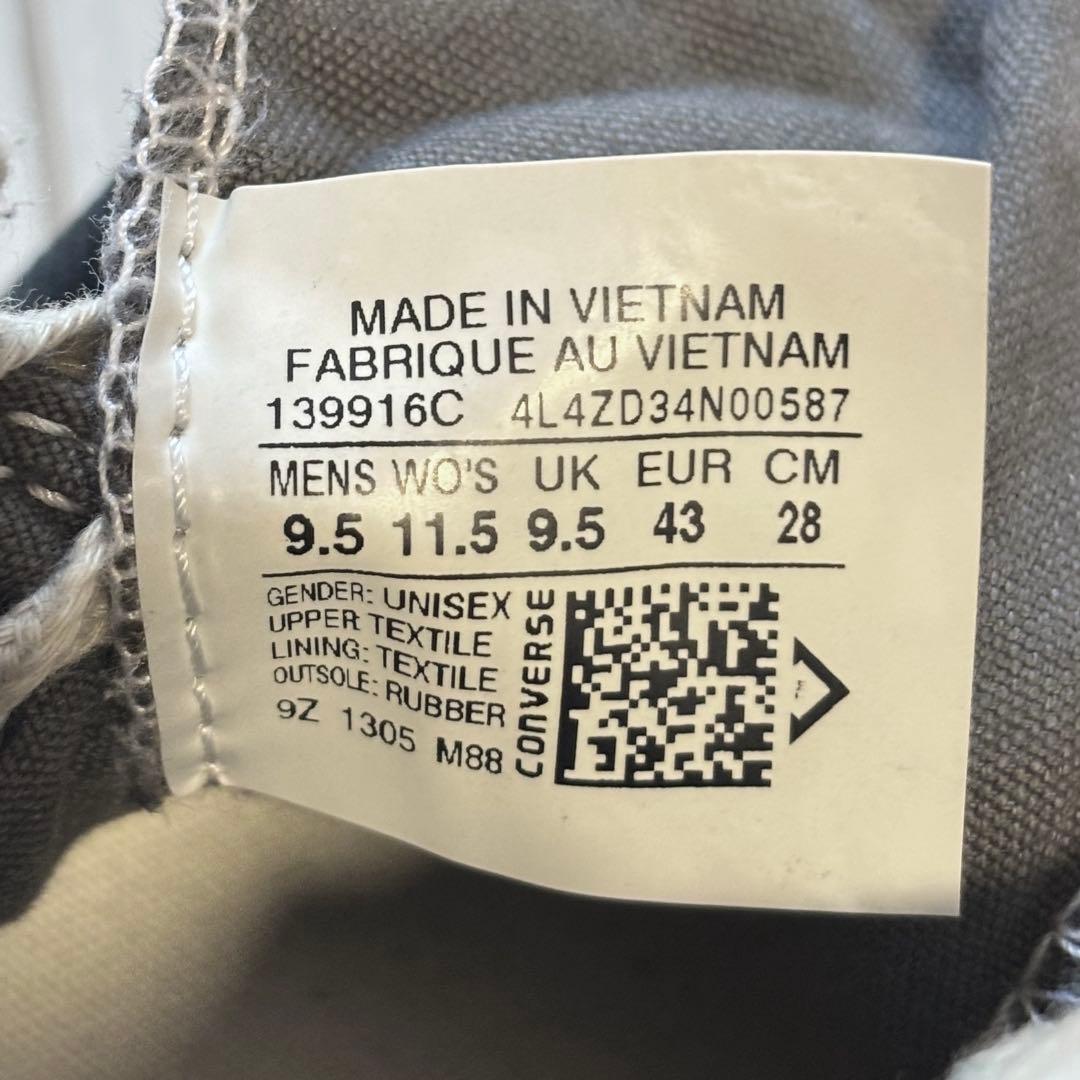 MADE IN VIETNAM
FABRIQUE AU VIETNAM
139916C 4L4ZD34N00587
MENS WO'S UK EUR CM
9.5 11.5 9.5 43 28
GENDER: UNISEX
UPPER TEXTILE
LINING: TEXTILE
OUTSOLE: RUBBER
9Z 1305 M88
CONVERSE